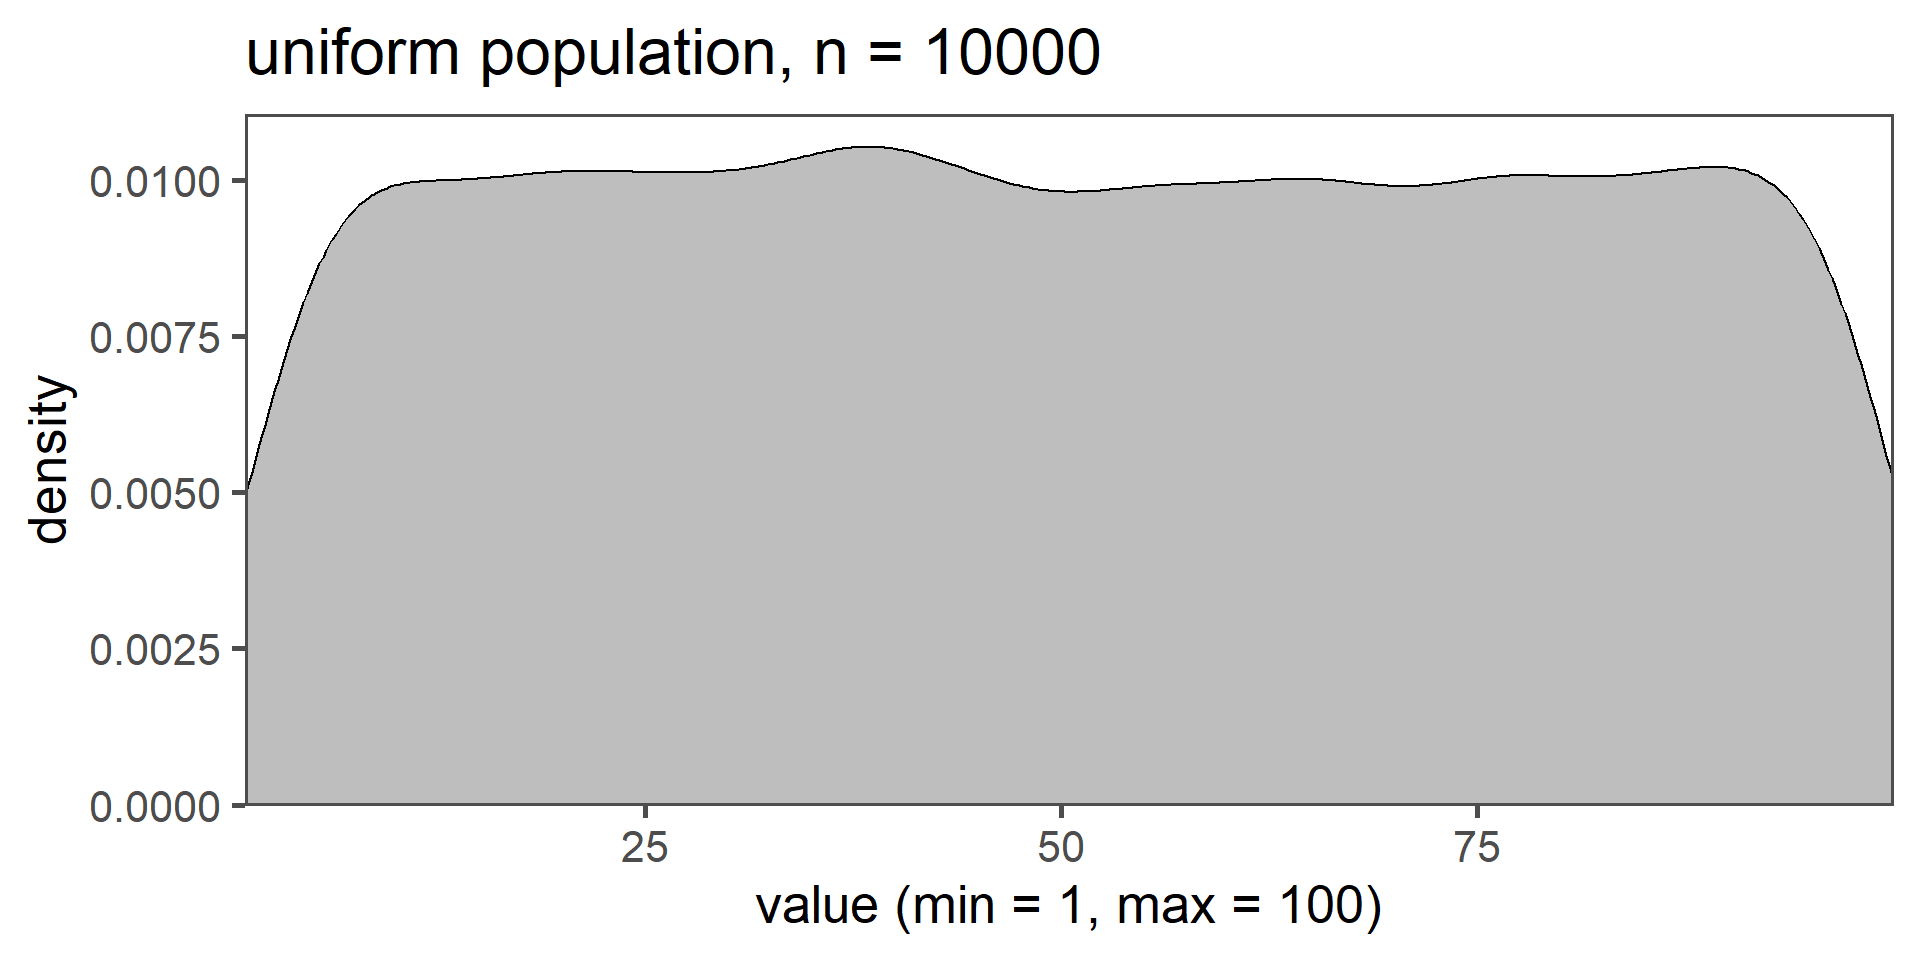 uniform population, n = 10000
density
0.0100
0.0075
0.0050
0.0025
0.0000
25 50 75
value (min = 1, max = 100)